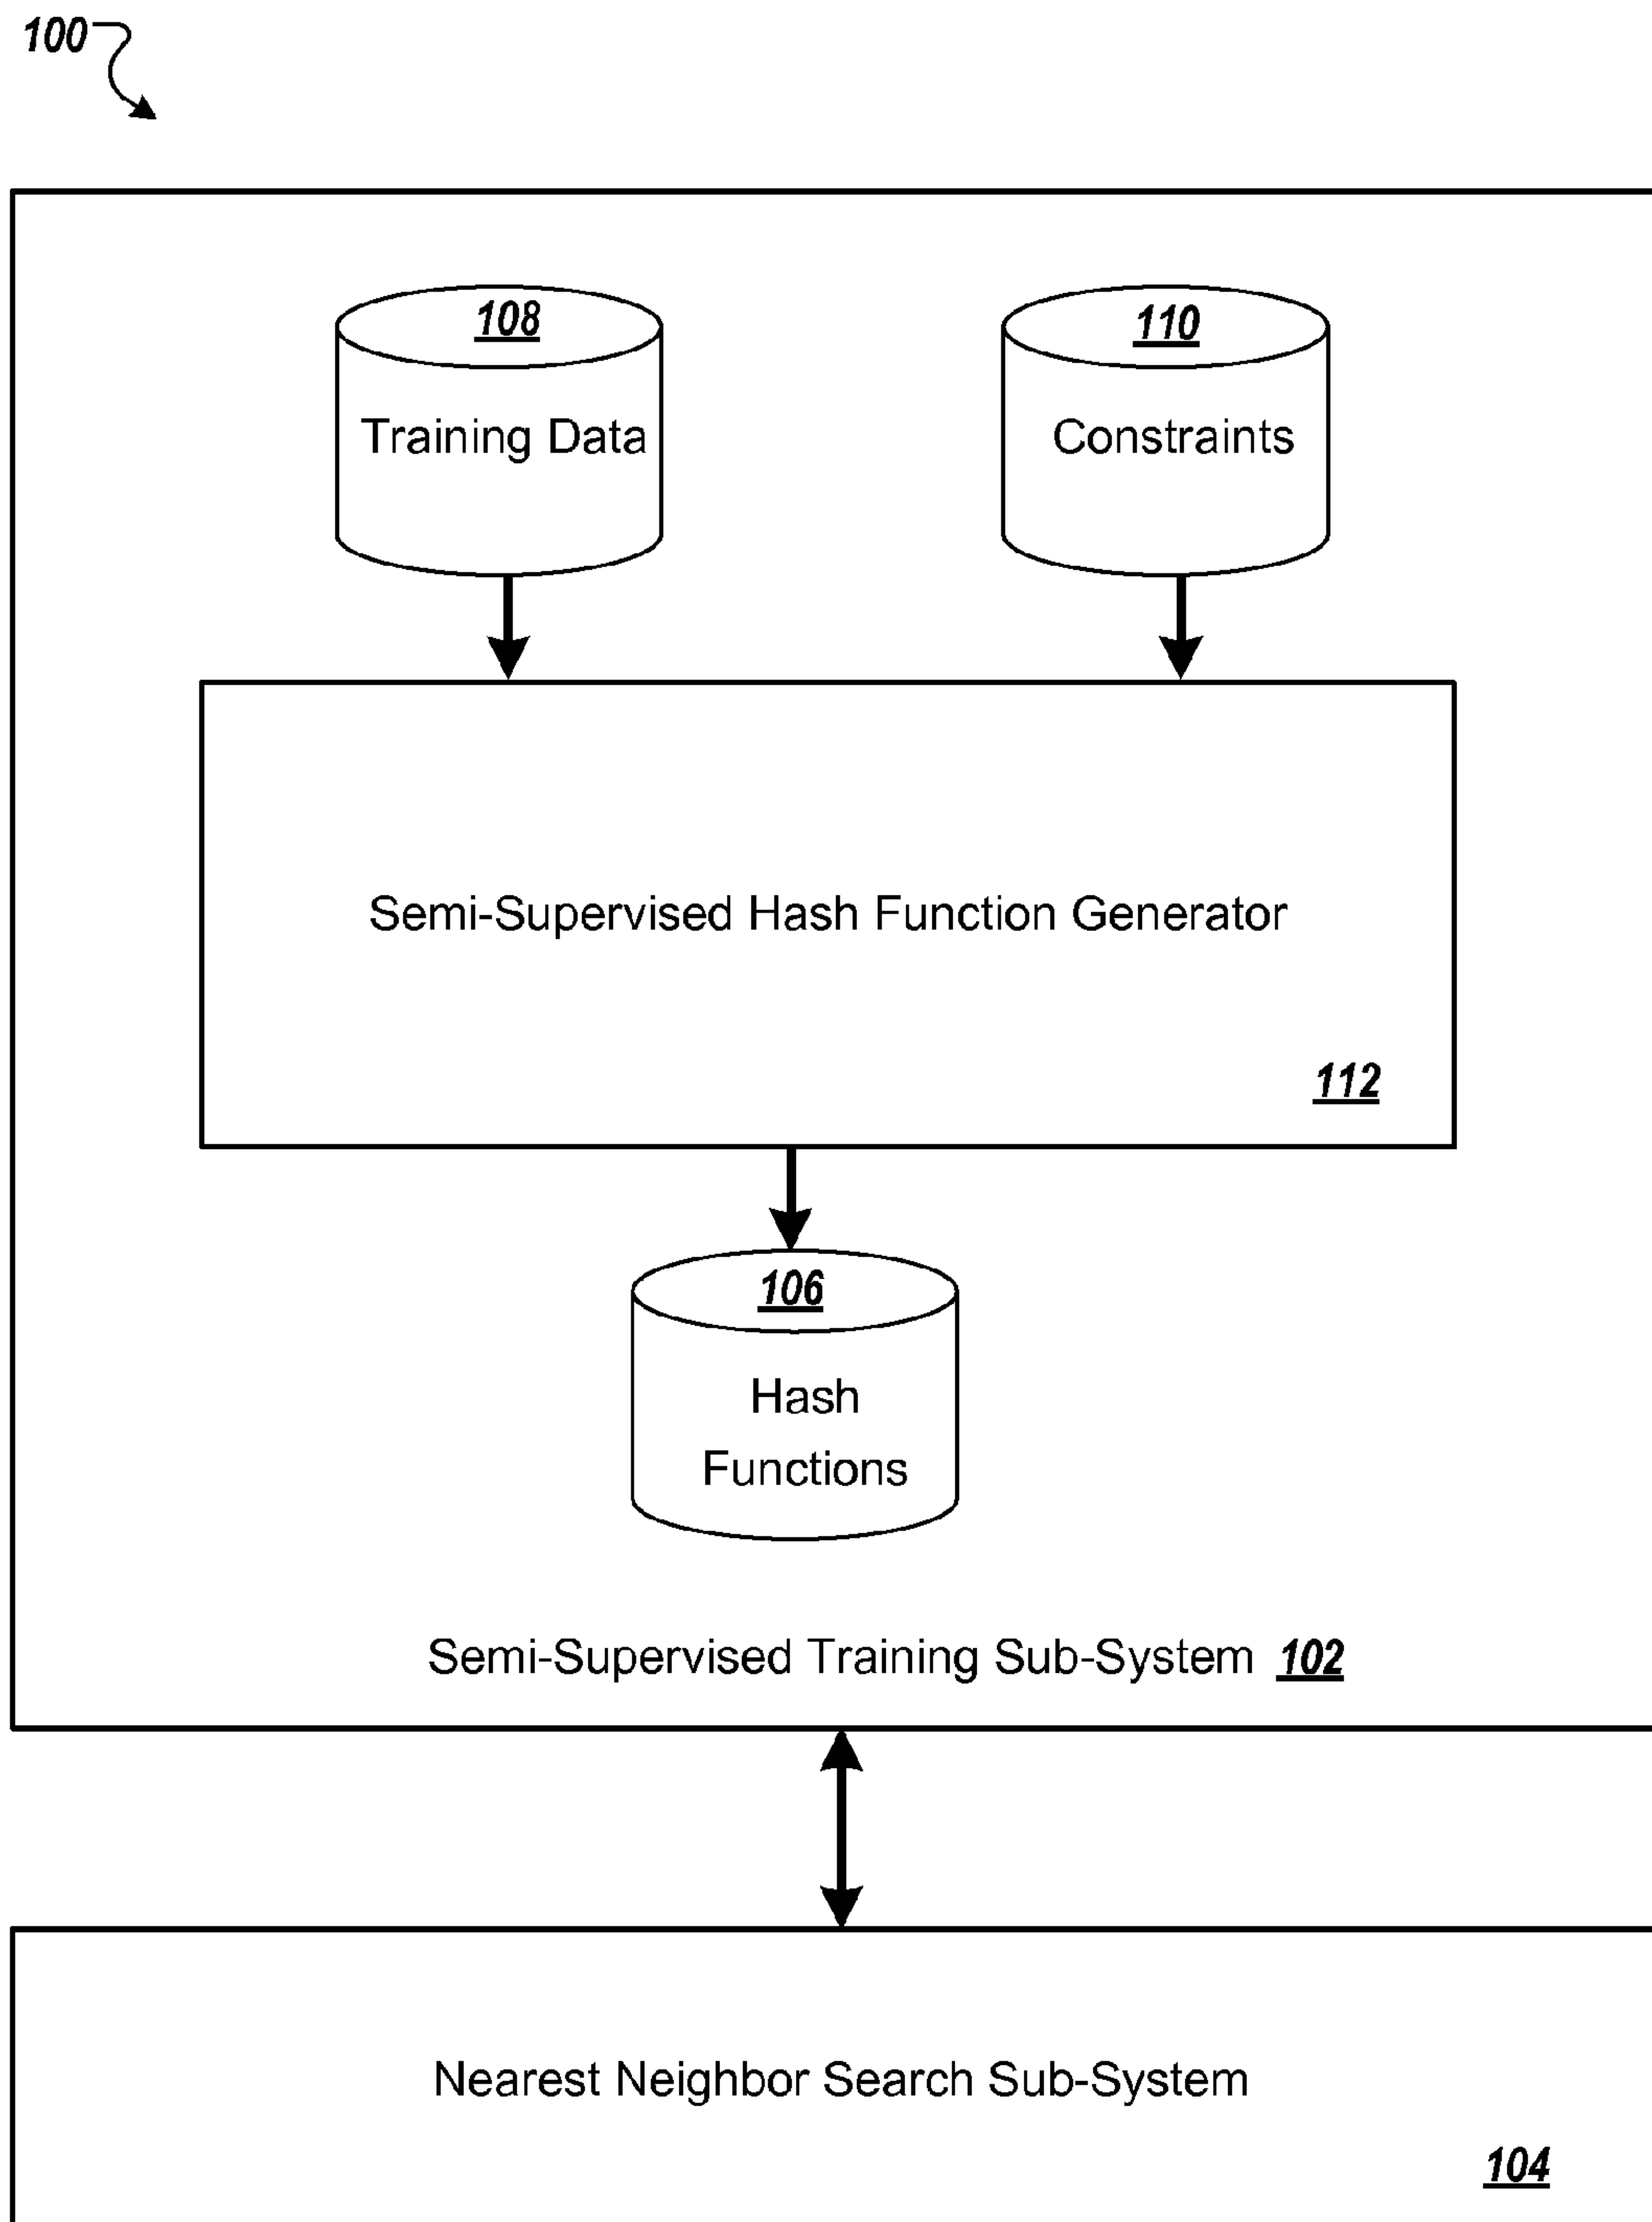 100
108
110
Training Data
Constraints
Semi-Supervised Hash Function Generator
112
106
Hash
Functions
Semi-Supervised Training Sub-System 102
Nearest Neighbor Search Sub-System
104